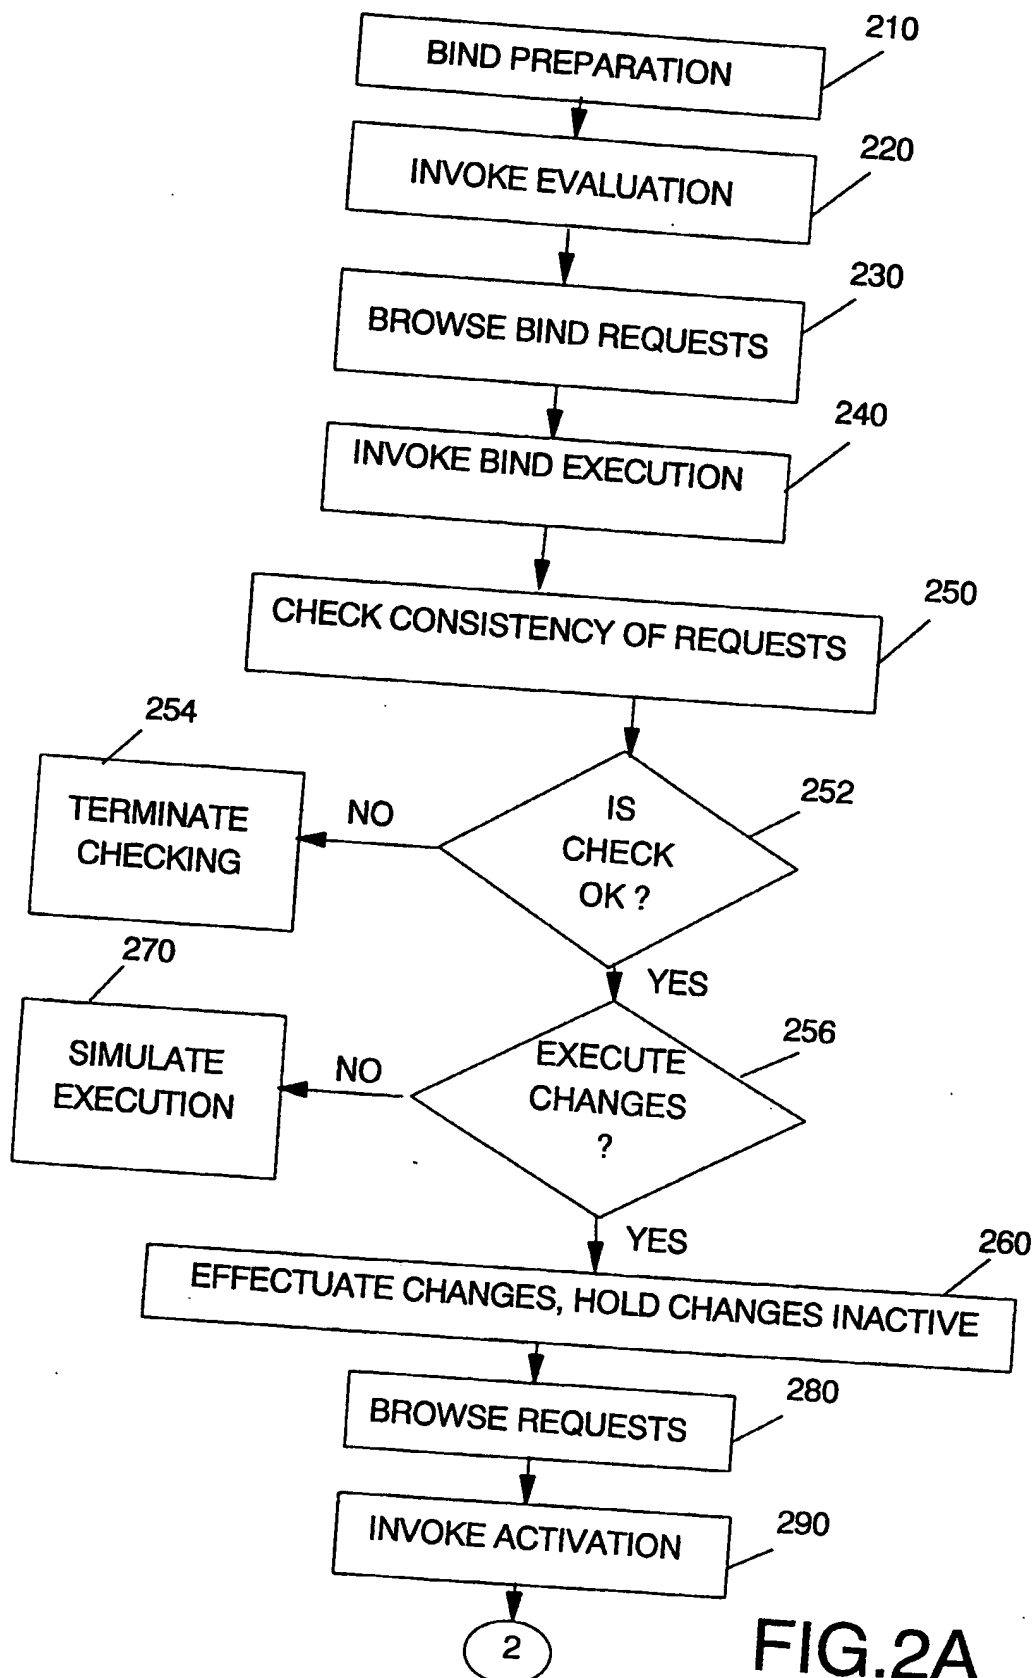 210
BIND PREPARATION
220
INVOKE EVALUATION
230
BROWSE BIND REQUESTS
240
INVOKE BIND EXECUTION
250
CHECK CONSISTENCY OF REQUESTS
254
TERMINATE
CHECKING
NO
252
IS
CHECK
OK ?
YES
270
SIMULATE
EXECUTION
NO
256
EXECUTE
CHANGES
?
YES
260
EFFECTUATE CHANGES, HOLD CHANGES INACTIVE
280
BROWSE REQUESTS
290
INVOKE ACTIVATION
2
FIG.2A